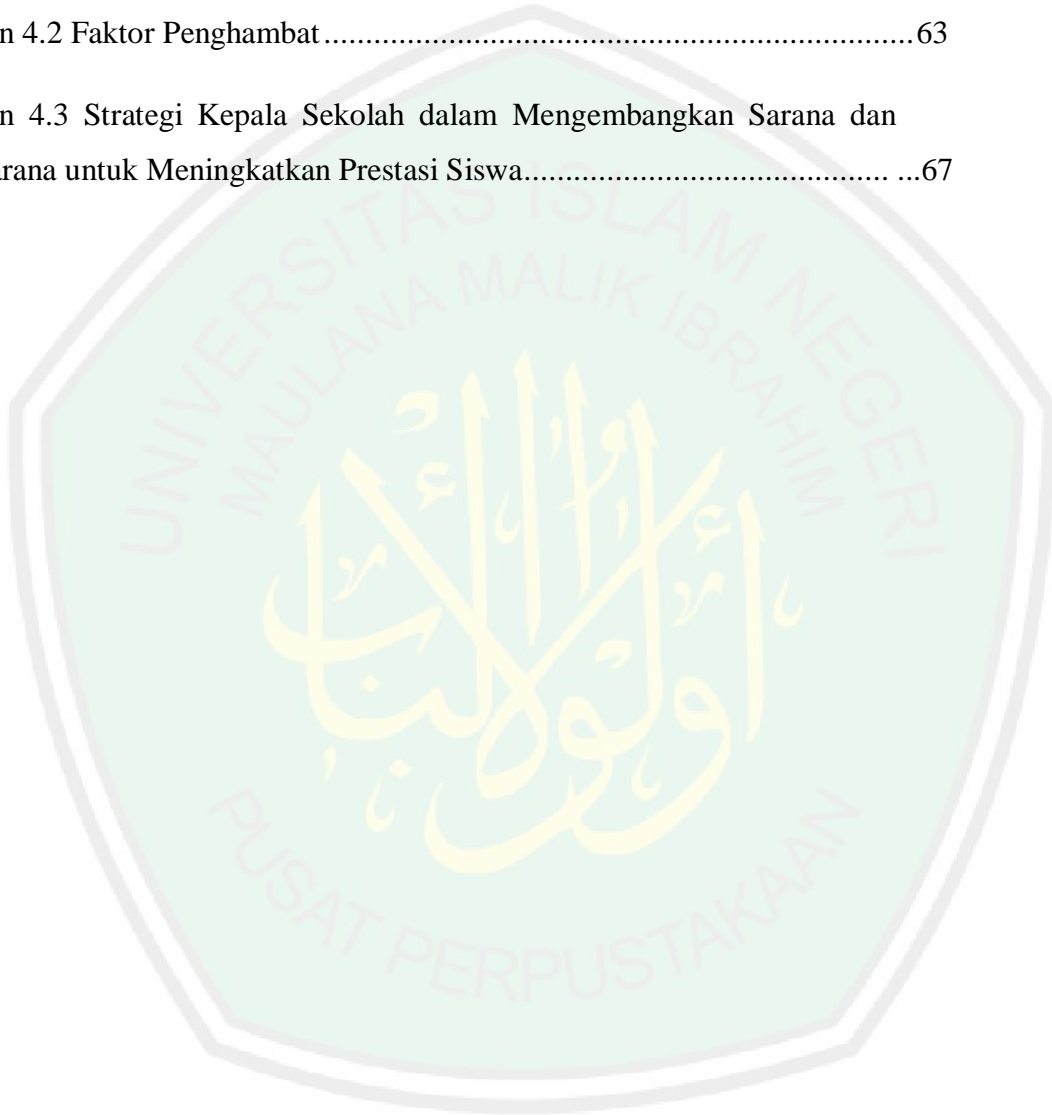 n 4.2 Faktor Penghambat.......................................................................63
n 4.3 Strategi Kepala Sekolah dalam Mengembangkan Sarana dan
arana untuk Meningkatkan Prestasi Siswa.......................................... ...67
UNIVERSITAS ISLAM NEGERI
MAULANA MALIK IBRAHIM
أولوا الألباب
PUSAT PERPUSTAKAAN